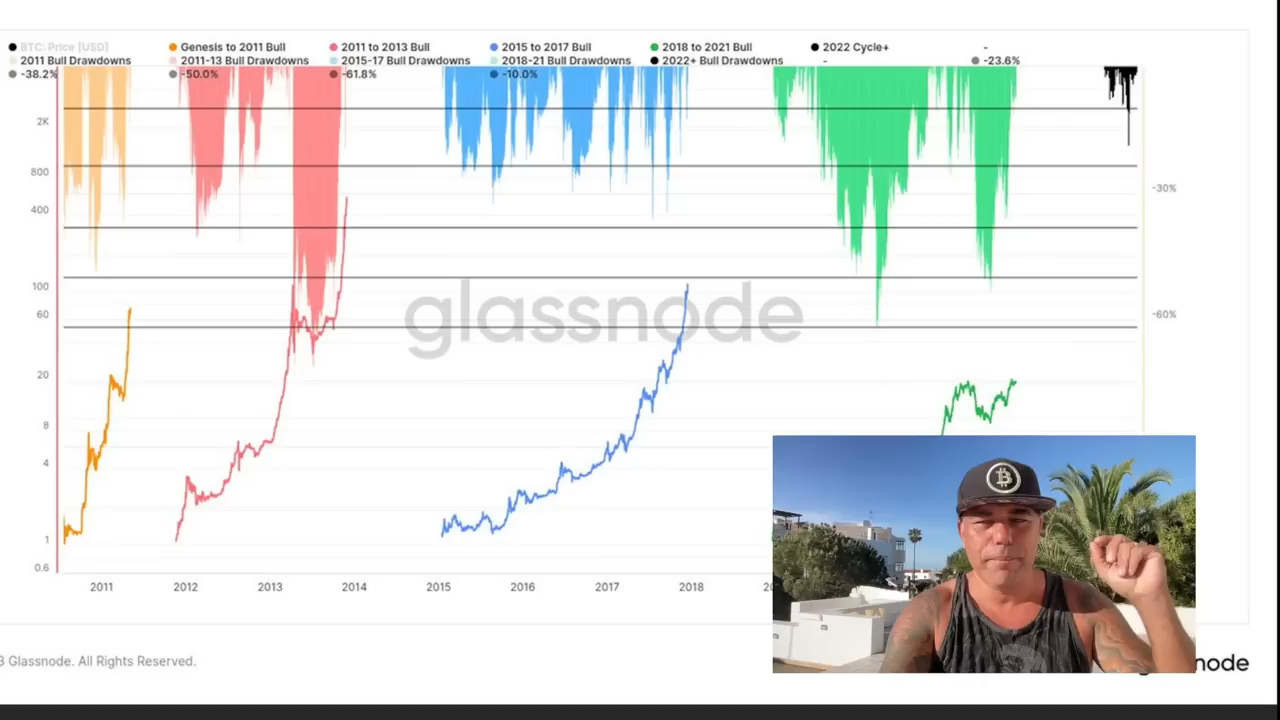 BTC: Price [USD] Genesis to 2011 Bull 2011 to 2013 Bull 2015 to 2017 Bull 2018 to 2021 Bull 2022 Cycle+ -
2011 Bull Drawdowns 2011-13 Bull Drawdowns 2015-17 Bull Drawdowns 2018-21 Bull Drawdowns 2022+ Bull Drawdowns - -23.6%
-38.2% -50.0% -61.8% -10.0%
2K
800
-30%
400
100
60
-60%
glassnode
20
8
4
1
0.6
2011 2012 2013 2014 2015 2016 2017 2018
B
Glassnode. All Rights Reserved.
node